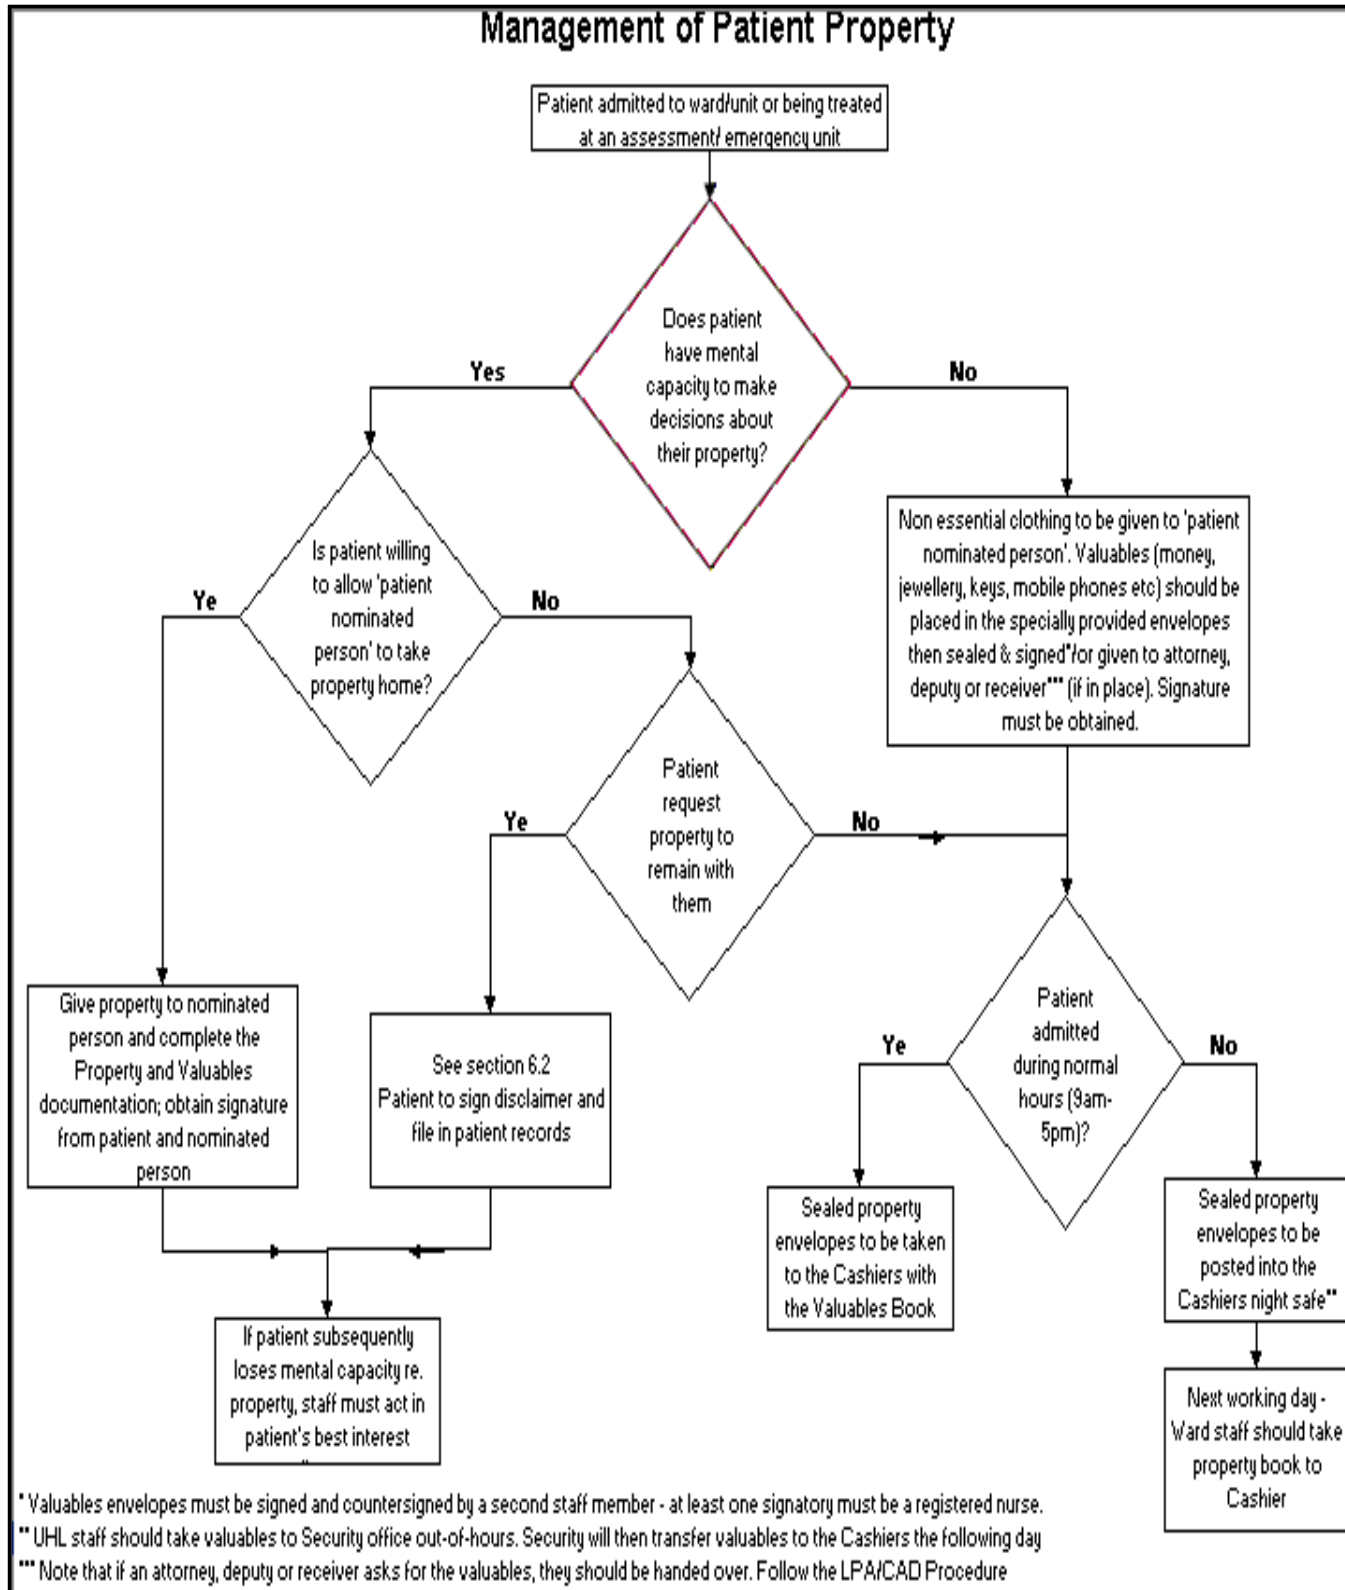 Management of Patient Property
Patient admitted to ward/unit or being treated
at an assessment/ emergency unit
Does patient
have mental
capacity to make
decisions about
their property?
Yes
No
Is patient willing
to allow 'patient
nominated
person' to take
property home?
Ye
No
Non essential clothing to be given to 'patient
nominated person'. Valuables (money,
jewellery, keys, mobile phones etc) should be
placed in the specially provided envelopes
then sealed & signed*/or given to attorney,
deputy or receiver*** (if in place). Signature
must be obtained.
Patient
request
property to
remain with
them
Ye
No
Give property to nominated
person and complete the
Property and Valuables
documentation; obtain signature
from patient and nominated
person
See section 6.2
Patient to sign disclaimer and
file in patient records
Patient
admitted
during normal
hours (9am-
5pm)?
Ye
No
Sealed property
envelopes to be taken
to the Cashiers with
the Valuables Book
Sealed property
envelopes to be
posted into the
Cashiers night safe**
If patient subsequently
loses mental capacity re.
property, staff must act in
patient's best interest
Next working day -
Ward staff should take
property book to
Cashier
* Valuables envelopes must be signed and countersigned by a second staff member - at least one signatory must be a registered nurse.
** UHL staff should take valuables to Security office out-of-hours. Security will then transfer valuables to the Cashiers the following day
*** Note that if an attorney, deputy or receiver asks for the valuables, they should be handed over. Follow the LPA/CAD Procedure